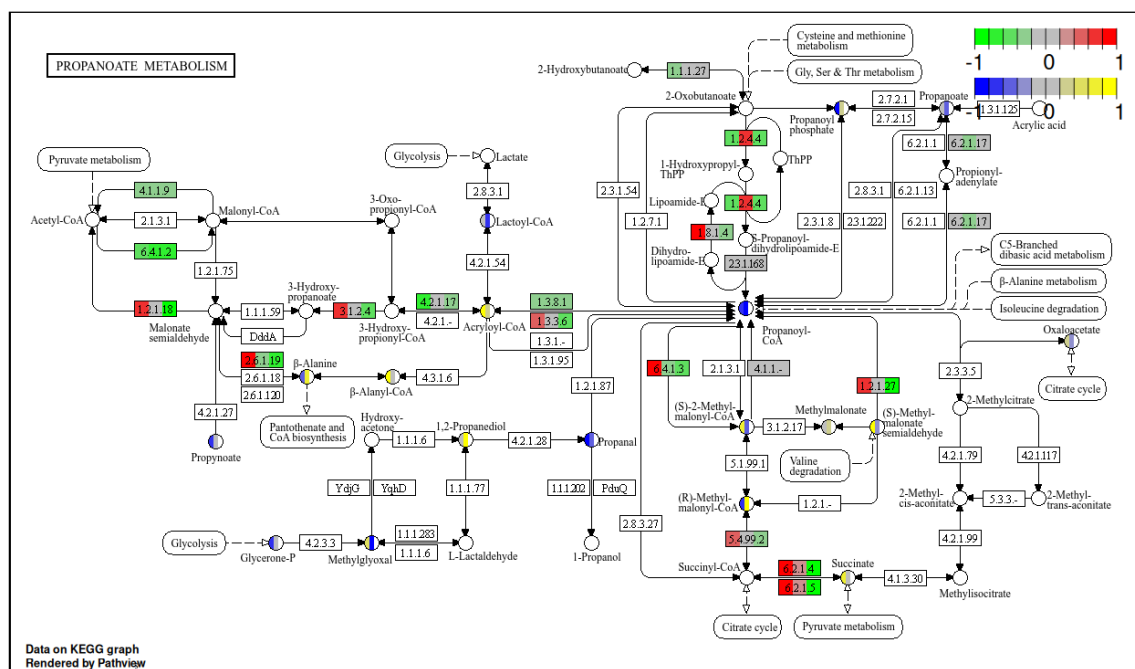 PROPANOATE METABOLISM
Cysteine and methionine
metabolism
Gly, Ser & Thr metabolism
-1 0 1
-1 0 1
2-Hydroxybutanoate
1.1.1.27
2-Oxobutanoate
Propanoyl
phosphate
2.7.2.1
2.7.2.15
Propanoate
1.3.1.125
Acrylic acid
Pyruvate metabolism
Glycolysis
Lactate
1.2.4.4
ThPP
6.2.1.1
6.2.1.17
1-Hydroxypropyl-
ThPP
Propionyl-
adenylate
4.1.1.9
2.8.3.1
2.3.1.54
Lipoamide-E
1.2.4.4
2.8.3.1
6.2.1.13
Acetyl-CoA
2.1.3.1
Malonyl-CoA
3-Oxo-
propionyl-CoA
Lactoyl-CoA
1.2.7.1
2.3.1.8
2.3.1.222
6.2.1.1
6.2.1.17
6.4.1.2
1.8.1.4
S-Propanoyl-
dihydrolipoamide-E
Dihydro-
lipoamide-E
2.3.1.168
C5-Branched
dibasic acid metabolism
1.2.1.75
4.2.1.54
β-Alanine metabolism
Isoleucine degradation
3-Hydroxy-
propanoate
1.2.1.18
1.1.1.59
3.1.2.4
4.2.1.17
4.2.1.-
1.3.8.1
1.3.3.6
Malonate
semialdehyde
DddA
3-Hydroxy-
propionyl-CoA
Acryloyl-CoA
1.3.1.-
1.3.1.95
Propanoyl-
CoA
Oxaloacetate
2.6.1.19
2.6.1.18
2.6.1.120
β-Alanine
β-Alanyl-CoA
4.3.1.6
6.4.1.3
2.1.3.1
4.1.1.-
1.2.1.27
2.3.3.5
Citrate cycle
1.2.1.87
4.2.1.27
Pantothenate and
CoA biosynthesis
Hydroxy-
acetone
1.1.1.6
1,2-Propanediol
4.2.1.28
Propanal
(S)-2-Methyl-
malonyl-CoA
3.1.2.17
Methylmalonate
(S)-Methyl-
malonate
semialdehyde
2-Methylcitrate
Propynoate
Valine
degradation
5.1.99.1
4.2.1.79
4.2.1.117
YdjG
YghD
1.1.1.77
1.1.1.202
PduQ
(R)-Methyl-
malonyl-CoA
1.2.1.-
2-Methyl-
cis-aconitate
5.3.3.-
2-Methyl-
trans-aconitate
2.8.3.27
Glycolysis
Glycerone-P
4.2.3.3
Methylglyoxal
1.1.1.283
1.1.1.6
L-Lactaldehyde
1-Propanol
5.4.99.2
4.2.1.99
Succinyl-CoA
6.2.1.4
6.2.1.5
Succinate
4.1.3.30
Methylisocitrate
Citrate cycle
Pyruvate metabolism
Data on KEGG graph
Rendered by Pathview